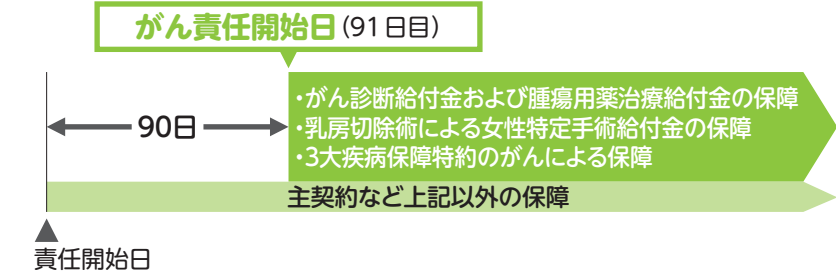 がん責任開始日(91日目)
90日
・がん診断給付金および腫瘍用薬治療給付金の保障
・乳房切除術による女性特定手術給付金の保障
・3大疾病保障特約のがんによる保障
主契約など上記以外の保障
責任開始日